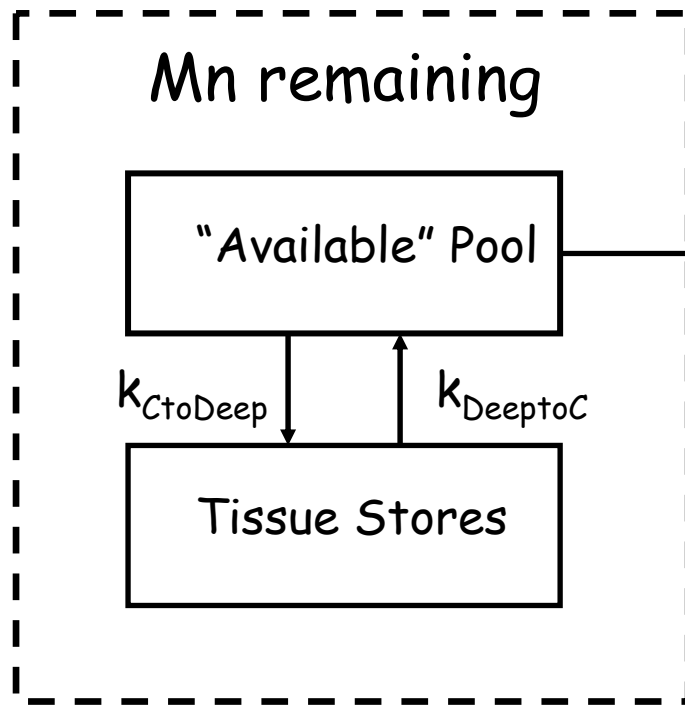 Mn remaining
“Available” Pool
kCtoDeep
kDeeptoC
Tissue Stores